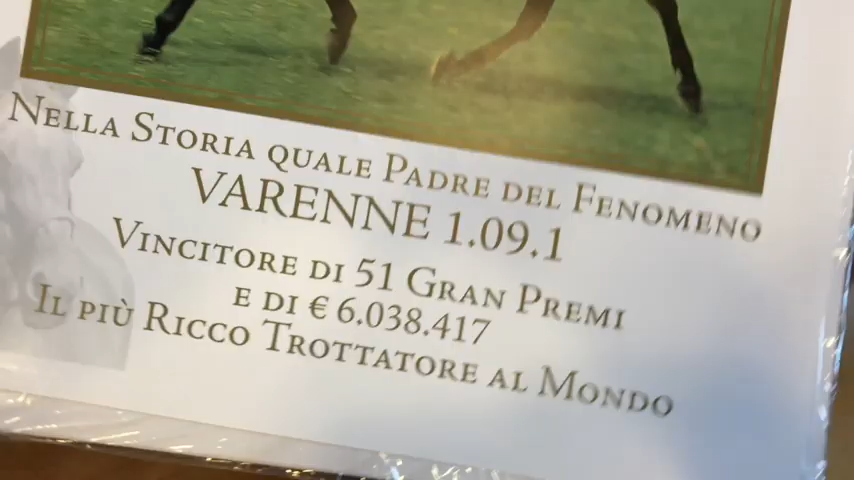 Nella Storia quale Padre del Fenomeno
VARENNE 1.09.1
Vincitore di 51 Gran Premi
e di € 6.038.417
Il più Ricco Trottatore al Mondo